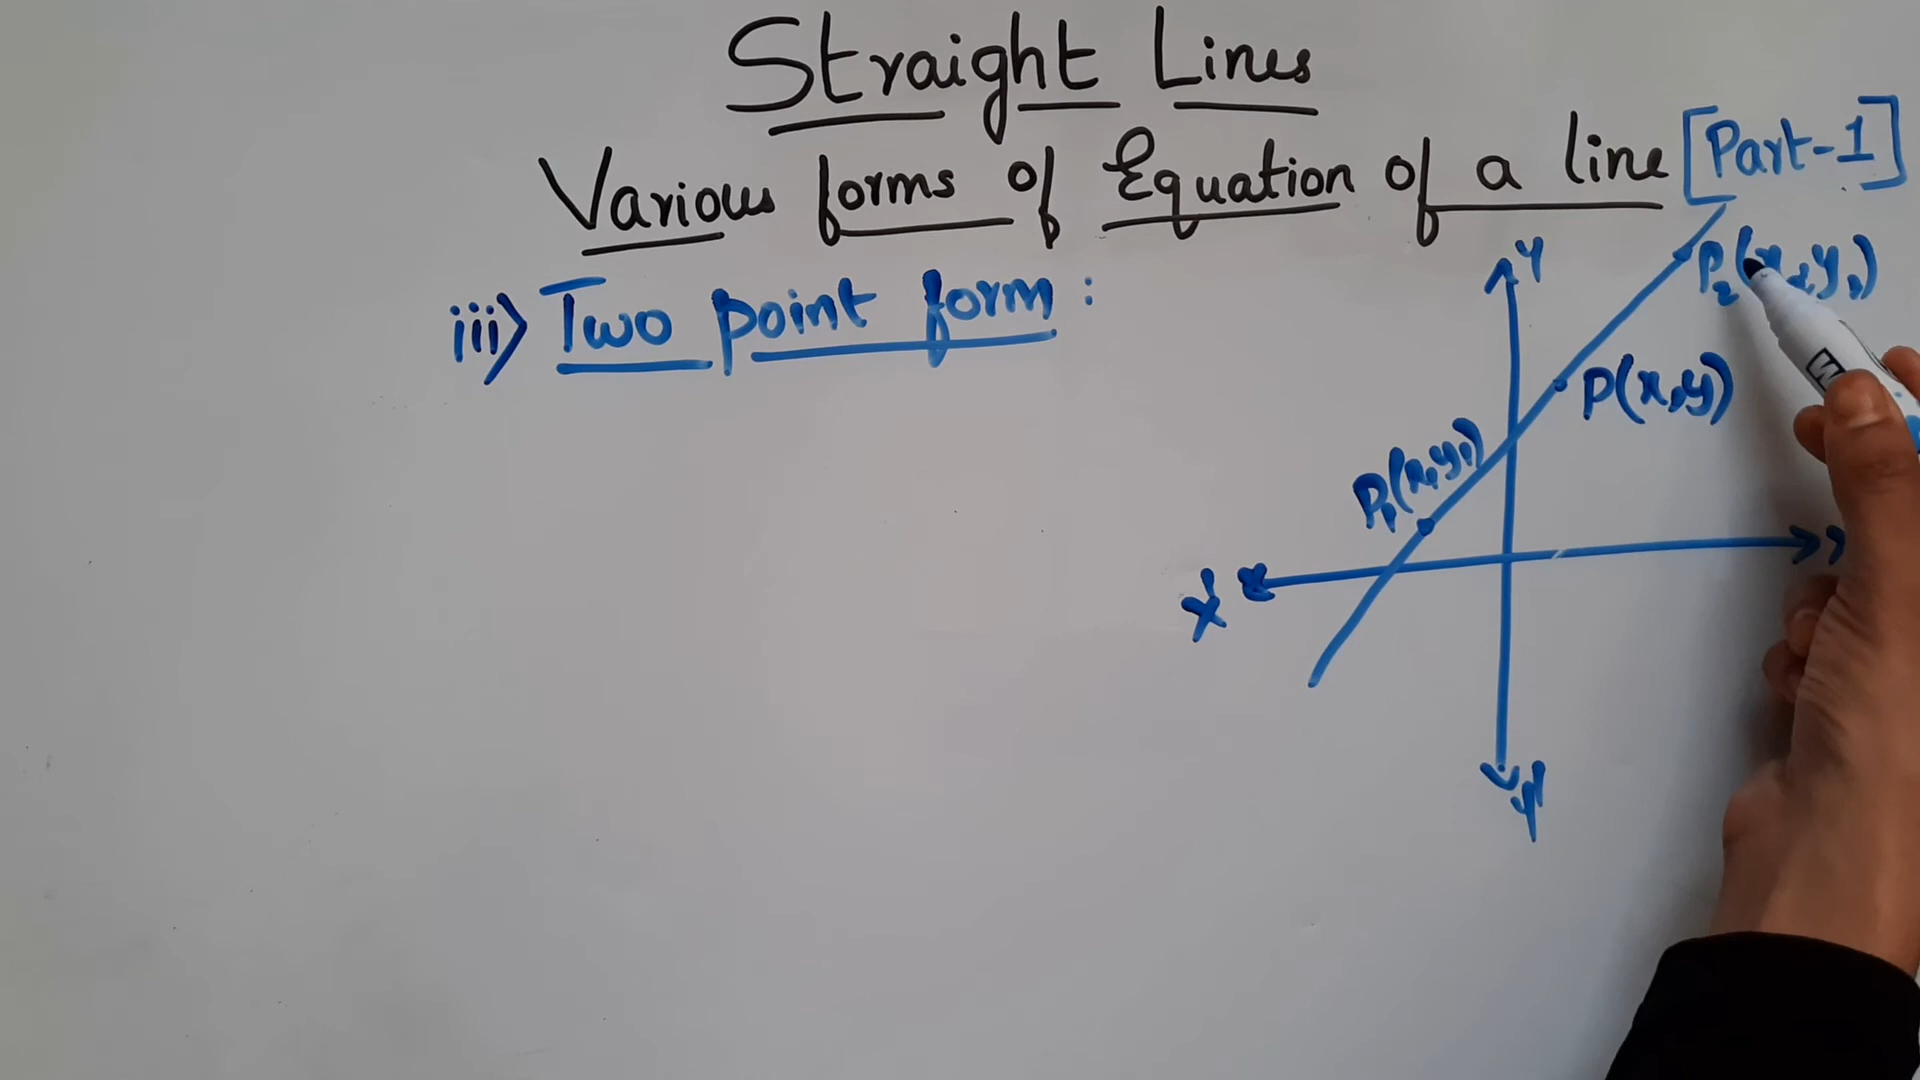 Straight Lines
Various forms of Equation of a line [Part-1]
iii) Two point form :
Y
P₂(x₂,y₂)
P(x,y)
P₁(x₁,y₁)
X'
Y'